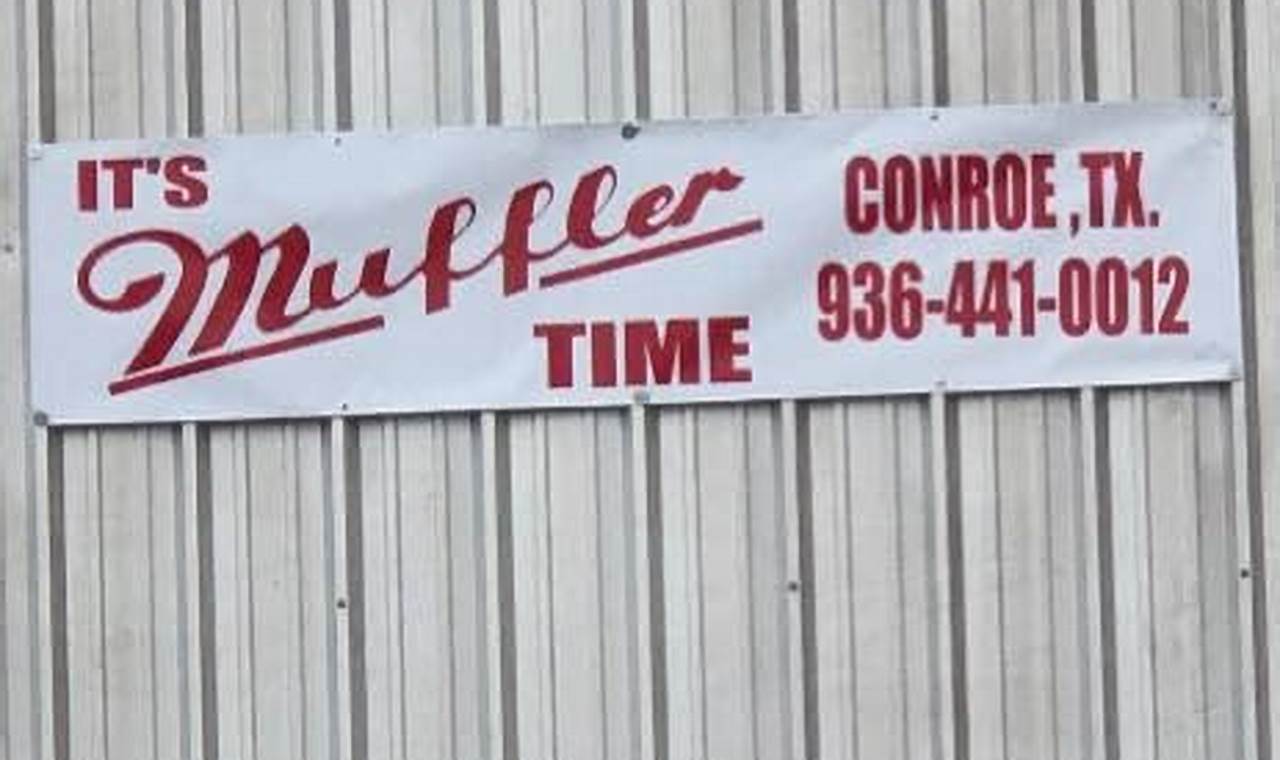 IT'S
Muffler
TIME
CONROE ,TX.
936-441-0012